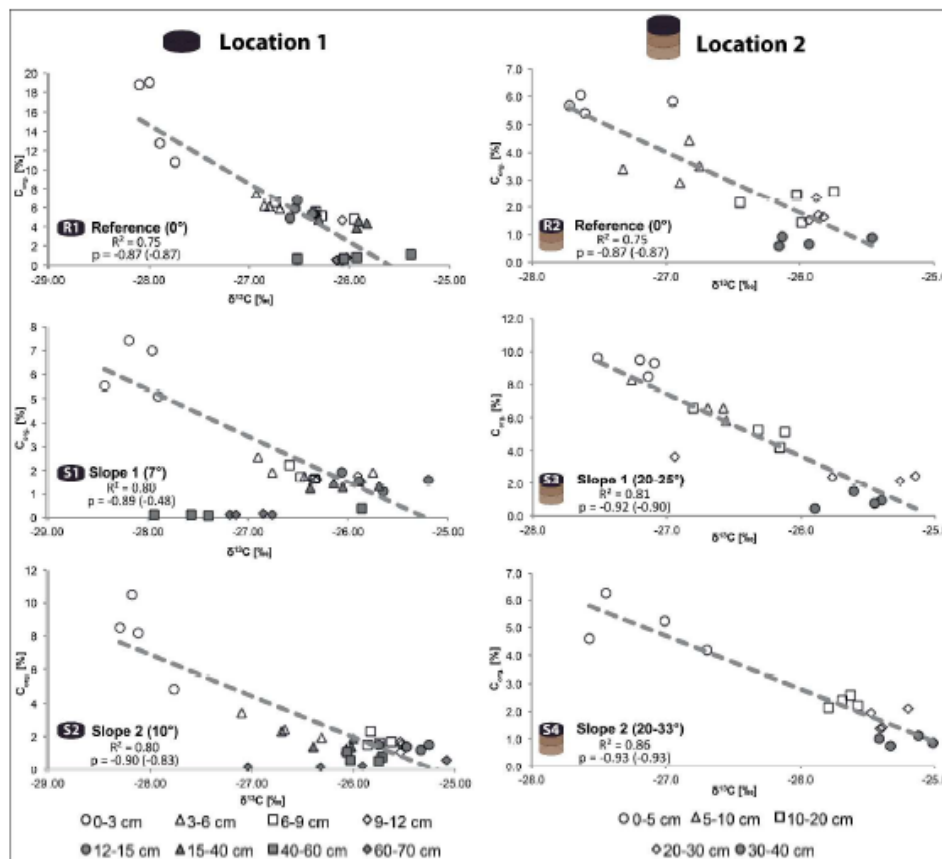 Location 1
Location 2
20
18
16
14
12
10
8
6
4
2
0
Corg. [%]
R1 Reference (0°)
R² = 0.75
p = -0.87 (-0.87)
-29.00 -28.00 -27.00 -26.00 -25.00
δ¹³C [‰]
7.0
6.0
5.0
4.0
3.0
2.0
1.0
0.0
Corg. [%]
R2 Reference (0°)
R² = 0.75
p = -0.87 (-0.87)
-28.0 -27.0 -26.0 -25.0
δ¹³C [‰]
8
7
6
5
4
3
2
1
0
Corg. [%]
S1 Slope 1 (7°)
R² = 0.80
p = -0.89 (-0.48)
-29.00 -28.00 -27.00 -26.00 -25.00
δ¹³C [‰]
12.0
10.0
8.0
6.0
4.0
2.0
0.0
Corg. [%]
S3 Slope 1 (20-25°)
R² = 0.81
p = -0.92 (-0.90)
-28.0 -27.0 -26.0 -25.0
δ¹³C [‰]
12
10
8
6
4
2
0
Corg. [%]
S2 Slope 2 (10°)
R² = 0.80
p = -0.90 (-0.83)
-29.00 -28.00 -27.00 -26.00 -25.00
δ¹³C [‰]
7.0
6.0
5.0
4.0
3.0
2.0
1.0
0.0
Corg. [%]
S4 Slope 2 (20-33°)
R² = 0.86
p = -0.93 (-0.93)
-28.0 -27.0 -26.0 -25.0
δ¹³C [‰]
0-3 cm 3-6 cm 6-9 cm 9-12 cm
12-15 cm 15-40 cm 40-60 cm 60-70 cm
0-5 cm 5-10 cm 10-20 cm
20-30 cm 30-40 cm